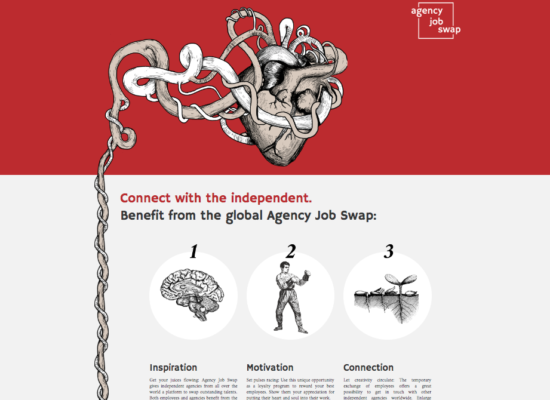 agency
job
swap
Connect with the independent.
Benefit from the global Agency Job Swap:
1 2 3
Inspiration Motivation Connection
Get your juices flowing: Agency Job Swap
gives independent agencies from all over the
world a platform to swap outstanding talents.
Both employees and agencies benefit from the
Set pulses racing: Use this unique opportunity
as a loyalty program to reward your best
employees. Show them your appreciation for
putting their heart and soul into their work.
Let creativity circulate: The temporary
exchange of employees offers a great
possibility to get in touch with other
independent agencies worldwide.